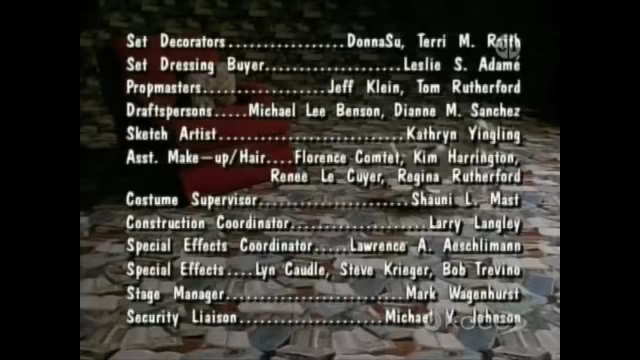 Set Decorators.................DonnaSu, Terri M. Raith
Set Dressing Buyer....................Leslie S. Adame
Propmasters..................Jeff Klein, Tom Rutherford
Draftspersons.....Michael Lee Benson, Dianne M. Sanchez
Sketch Artist...........................Kathryn Yingling
Asst. Make-up/Hair....Florence Comtet, Kim Harrington,
Renee Le Cuyer, Regina Rutherford
Costume Supervisor......................Shauni L. Mast
Construction Coordinator....................Larry Langley
Special Effects Coordinator.....Lawrence A. Aeschlimann
Special Effects....Lyn Caudle, Steve Krieger, Bob Trevino
Stage Manager..........................Mark Wagenhurst
Security Liaison.....................Michael V. Johnson